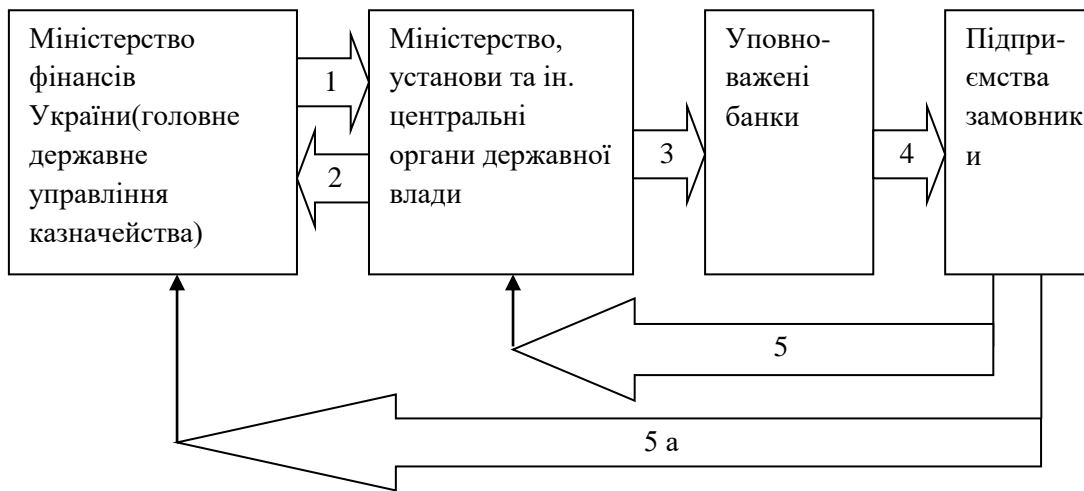 Міністерство
фінансів
України(головне
державне
управління
казначейства)
1
2
Міністерство,
установи та ін.
центральні
органи державної
влади
3
Уповно-
важені
банки
4
Підпри-
ємства
замовник
и
5
5 а